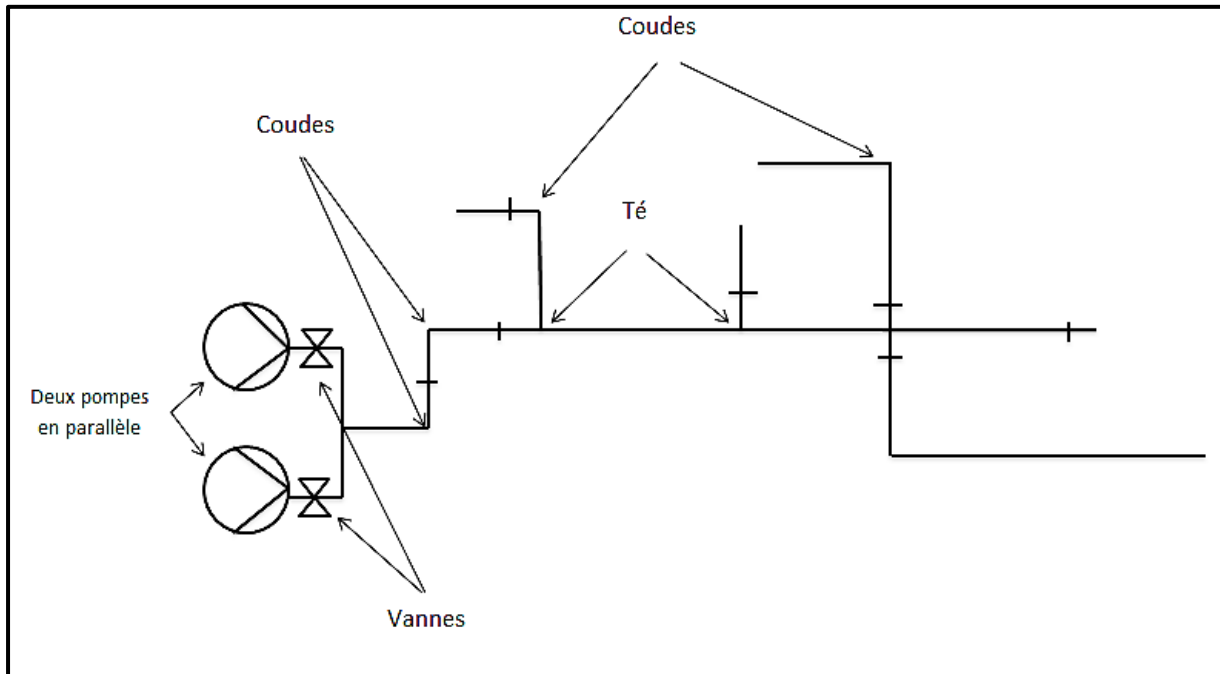 Coudes
Coudes
Té
Deux pompes
en parallèle
Vannes